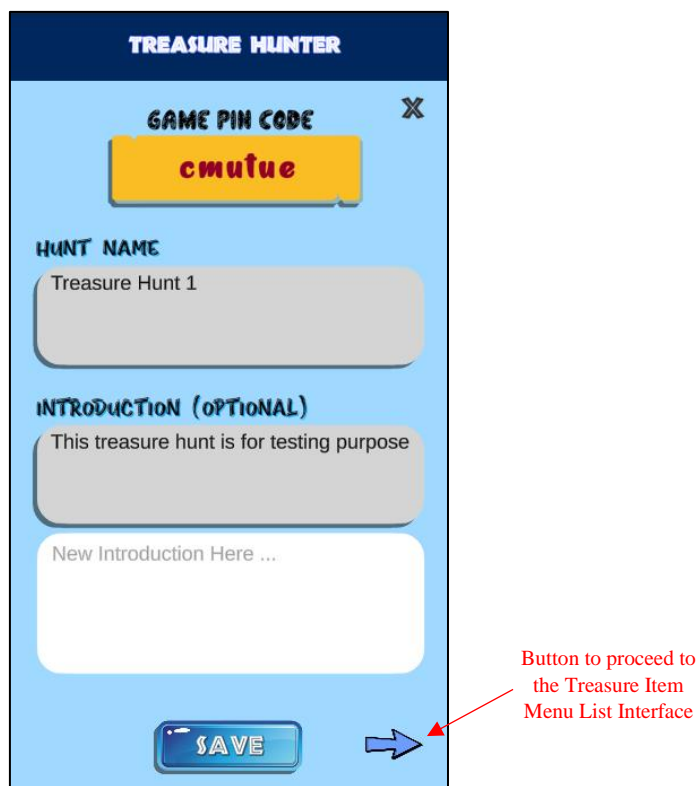 TREASURE HUNTER
X
GAME PIN CODE
cmutue
HUNT NAME
Treasure Hunt 1
INTRODUCTION (OPTIONAL)
This treasure hunt is for testing purpose
New Introduction Here ...
Button to proceed to
the Treasure Item
Menu List Interface
SAVE